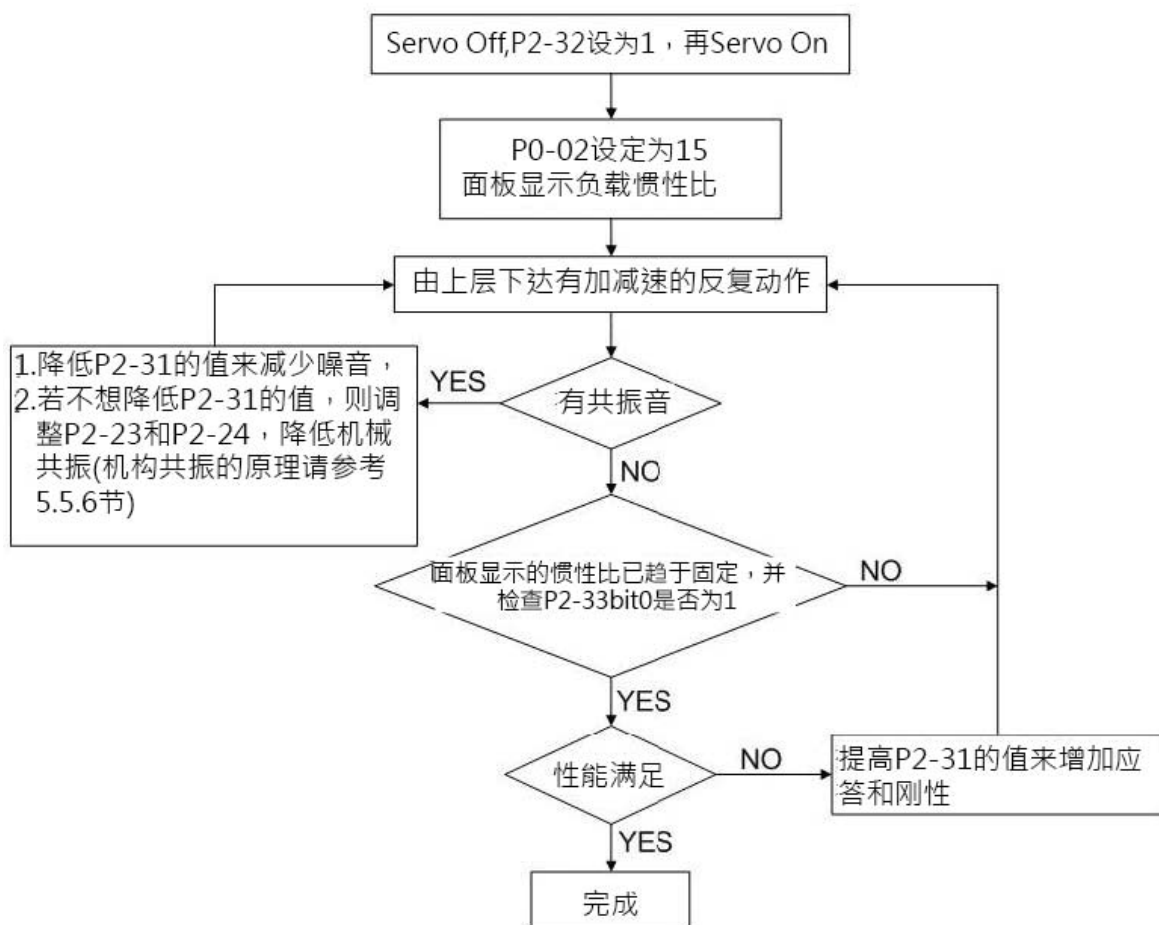 Servo Off,P2-32设为1，再Servo On
P0-02设定为15
面板显示负载惯性比
由上层下达有加减速的反复动作
1.降低P2-31的值来减少噪音，
2.若不想降低P2-31的值，则调
整P2-23和P2-24，降低机械
共振(机构共振的原理请参考
5.5.6节)
YES
有共振音
NO
面板显示的惯性比已趋于固定，并
检查P2-33bit0是否为1
NO
YES
性能满足
NO
提高P2-31的值来增加应
答和刚性
YES
完成